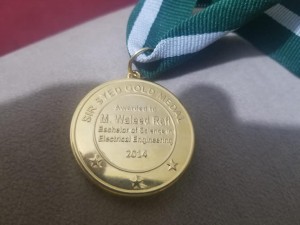 SIR SYED GOLD MEDAL
Awarded to
M. Waleed
Bachelor of Science in
Electrical Engineering
2014